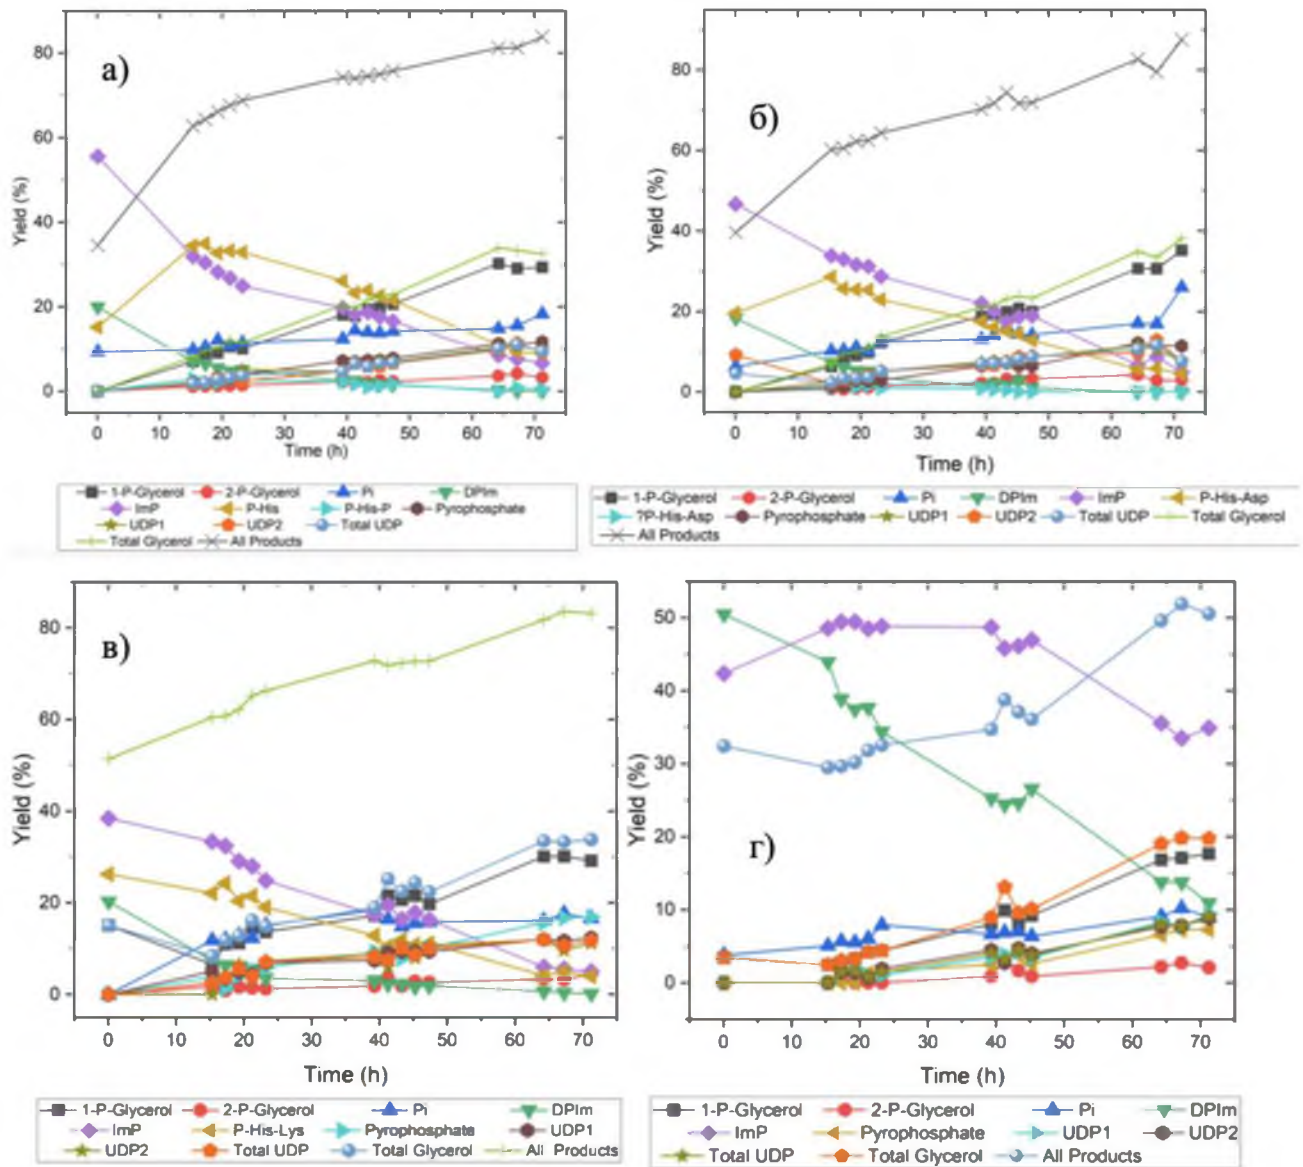 а)
80
60
40
20
0
Yield (%)
0 10 20 30 40 50 60 70
Time (h)
1-P-Glycerol 2-P-Glycerol Pi DPIm
ImP P-His P-His-P Pyrophosphate
UDP1 UDP2 Total UDP
Total Glycerol All Products
б)
80
60
40
20
0
Yield (%)
0 10 20 30 40 50 60 70
Time (h)
1-P-Glycerol 2-P-Glycerol Pi DPIm ImP P-His-Asp
?P-His-Asp Pyrophosphate UDP1 UDP2 Total UDP Total Glycerol
All Products
в)
80
60
40
20
0
Yield (%)
0 10 20 30 40 50 60 70
Time (h)
1-P-Glycerol 2-P-Glycerol Pi DPIm
ImP P-His-Lys Pyrophosphate UDP1
UDP2 Total UDP Total Glycerol All Products
г)
50
40
30
20
10
0
Yield (%)
0 10 20 30 40 50 60 70
Time (h)
1-P-Glycerol 2-P-Glycerol Pi DPIm
ImP Pyrophosphate UDP1 UDP2
Total UDP Total Glycerol All Products